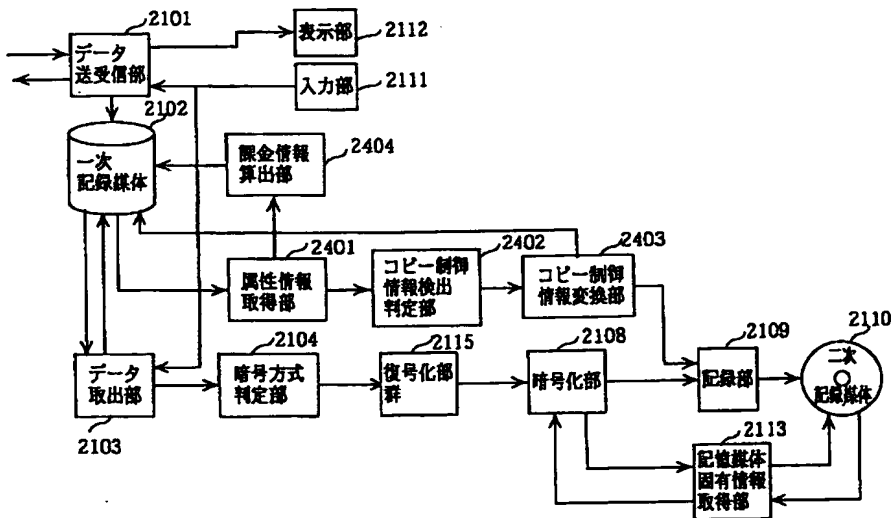 2101
データ
送受信部
表示部
2112
入力部
2111
2102
一次
記録媒体
課金情報
算出部
2404
2401
属性情報
取得部
2402
コピー制御
情報検出
判定部
2403
コピー制御
情報変換部
データ
取出部
2103
2104
暗号方式
判定部
2115
復号化部
群
2108
暗号化部
2109
記録部
2110
二次
記録媒体
2113
記憶媒体
固有情報
取得部